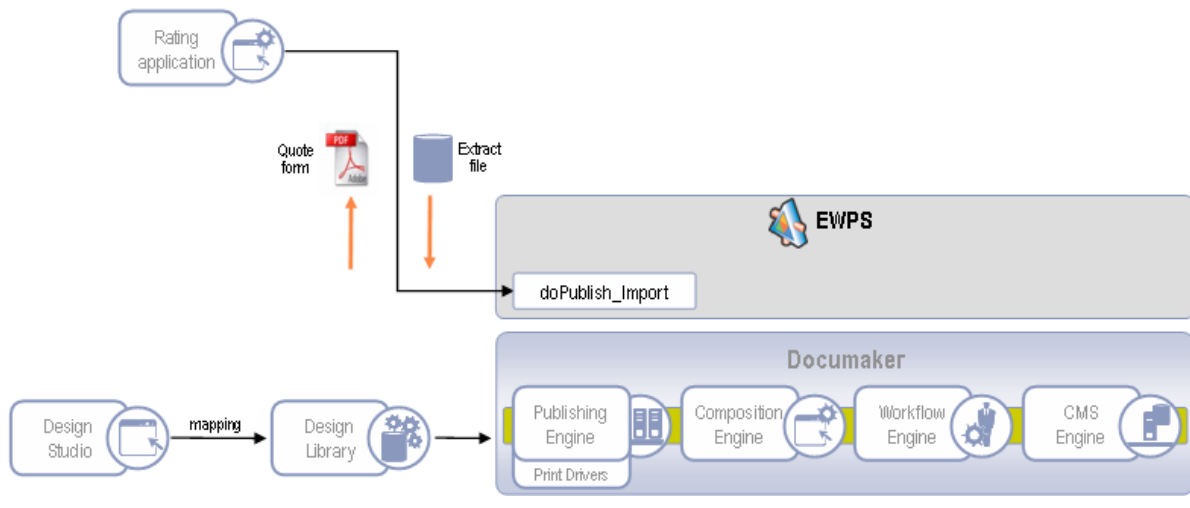 Rating
application
PDF
Adobe
Quote
form
Extract
file
EWPS
doPublish_Import
Documaker
Design
Studio
mapping
Design
Library
Publishing
Engine
Print Drivers
Composition
Engine
Workflow
Engine
CMS
Engine